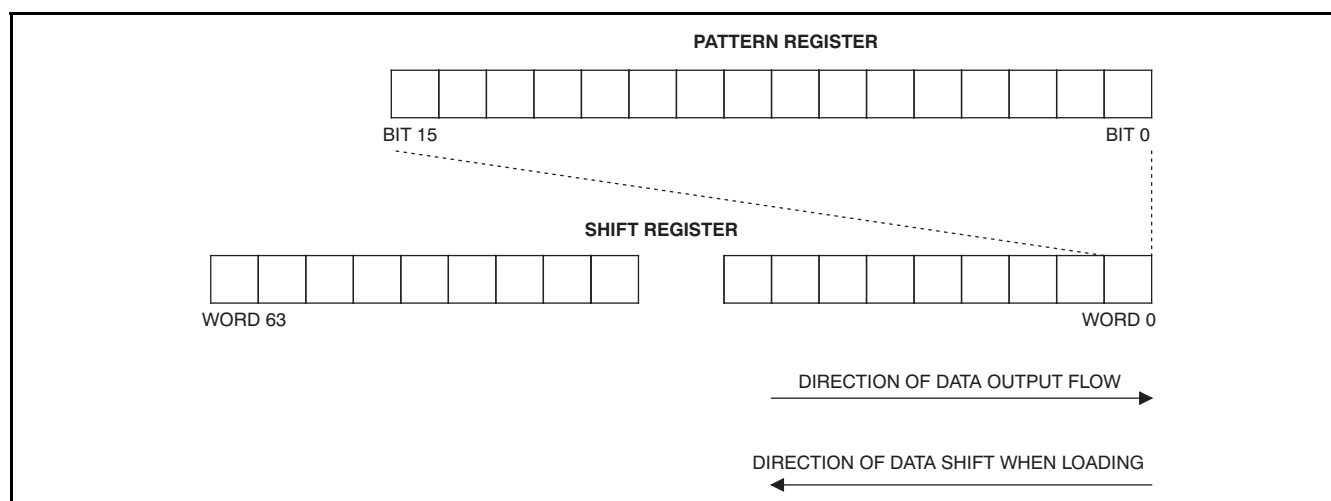 PATTERN REGISTER
BIT 15
BIT 0
SHIFT REGISTER
WORD 63
WORD 0
DIRECTION OF DATA OUTPUT FLOW
DIRECTION OF DATA SHIFT WHEN LOADING